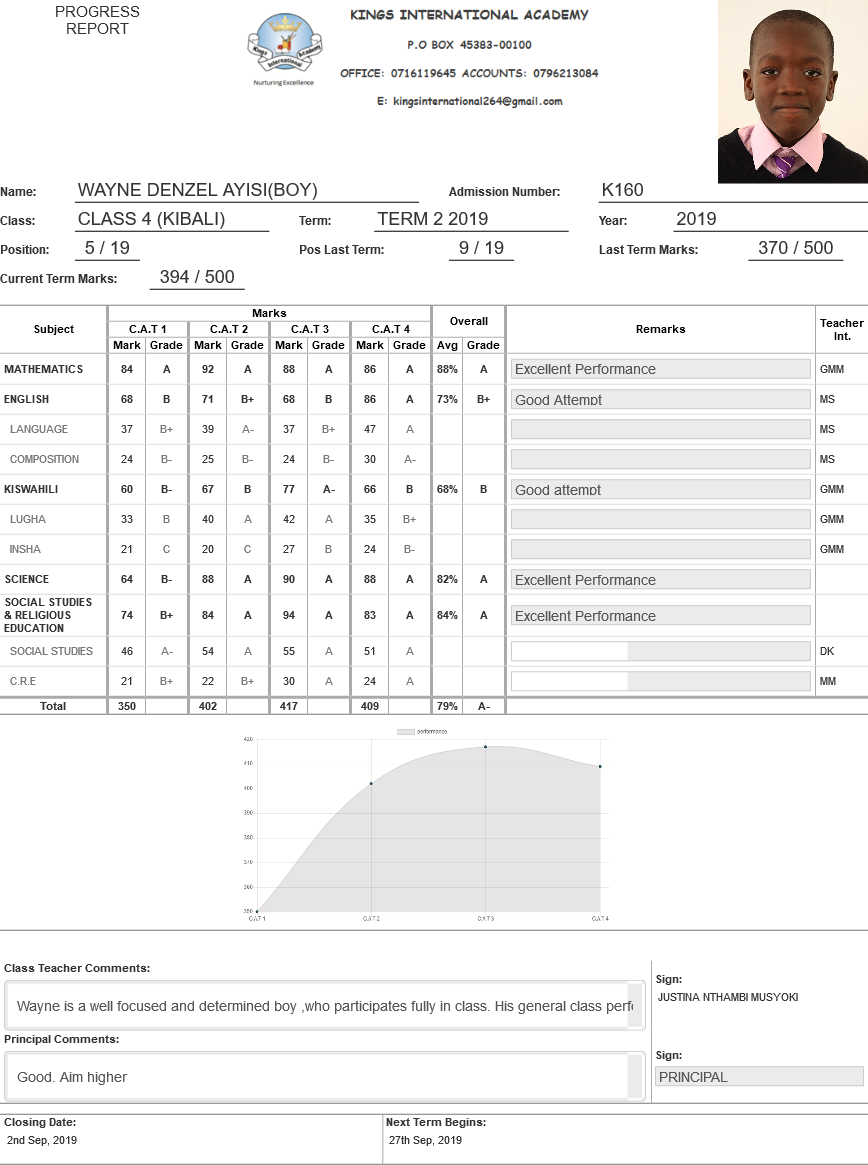 PROGRESS
REPORT
KINGS INTERNATIONAL ACADEMY
P.O BOX 45383-00100
OFFICE: 0716119645 ACCOUNTS: 0796213084
E: kingsinternational264@gmail.com
Kings Academy
International
Nurturing Excellence
Name: WAYNE DENZEL AYISI(BOY) Admission Number: K160
Class: CLASS 4 (KIBALI) Term: TERM 2 2019 Year: 2019
Position: 5 / 19 Pos Last Term: 9 / 19 Last Term Marks: 370 / 500
Current Term Marks: 394 / 500
Subject Marks Overall Remarks Teacher Int.
C.A.T 1 C.A.T 2 C.A.T 3 C.A.T 4
Mark Grade Mark Grade Mark Grade Mark Grade Avg Grade
MATHEMATICS 84 A 92 A 88 A 86 A 88% A Excellent Performance GMM
ENGLISH 68 B 71 B+ 68 B 86 A 73% B+ Good Attempt MS
LANGUAGE 37 B+ 39 A- 37 B+ 47 A MS
COMPOSITION 24 B- 25 B- 24 B- 30 A- MS
KISWAHILI 60 B- 67 B 77 A- 66 B 68% B Good attempt GMM
LUGHA 33 B 40 A 42 A 35 B+ GMM
INSHA 21 C 20 C 27 B 24 B- GMM
SCIENCE 64 B- 88 A 90 A 88 A 82% A Excellent Performance
SOCIAL STUDIES
& RELIGIOUS
EDUCATION 74 B+ 84 A 94 A 83 A 84% A Excellent Performance
SOCIAL STUDIES 46 A- 54 A 55 A 51 A DK
C.R.E 21 B+ 22 B+ 30 A 24 A MM
Total 350 402 417 409 79% A-
performance
420
410
400
390
380
370
360
350
C.A.T 1 C.A.T 2 C.A.T 3 C.A.T 4
Class Teacher Comments:
Wayne is a well focused and determined boy ,who participates fully in class. His general class perf
Sign:
JUSTINA NTHAMBI MUSYOKI
Principal Comments:
Good. Aim higher
Sign:
PRINCIPAL
Closing Date: Next Term Begins:
2nd Sep, 2019 27th Sep, 2019